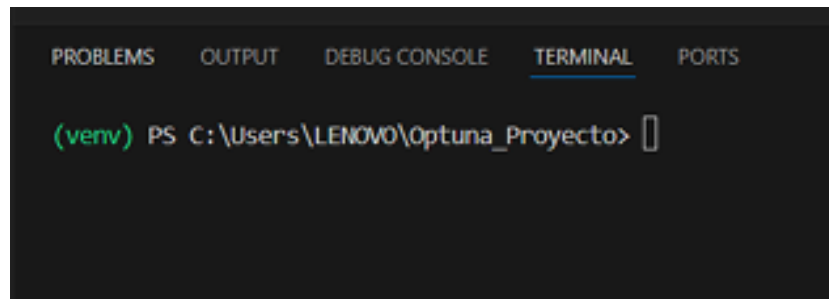 PROBLEMS OUTPUT DEBUG CONSOLE TERMINAL PORTS
(venv) PS C:\Users\LENOVO\Optuna_Proyecto>